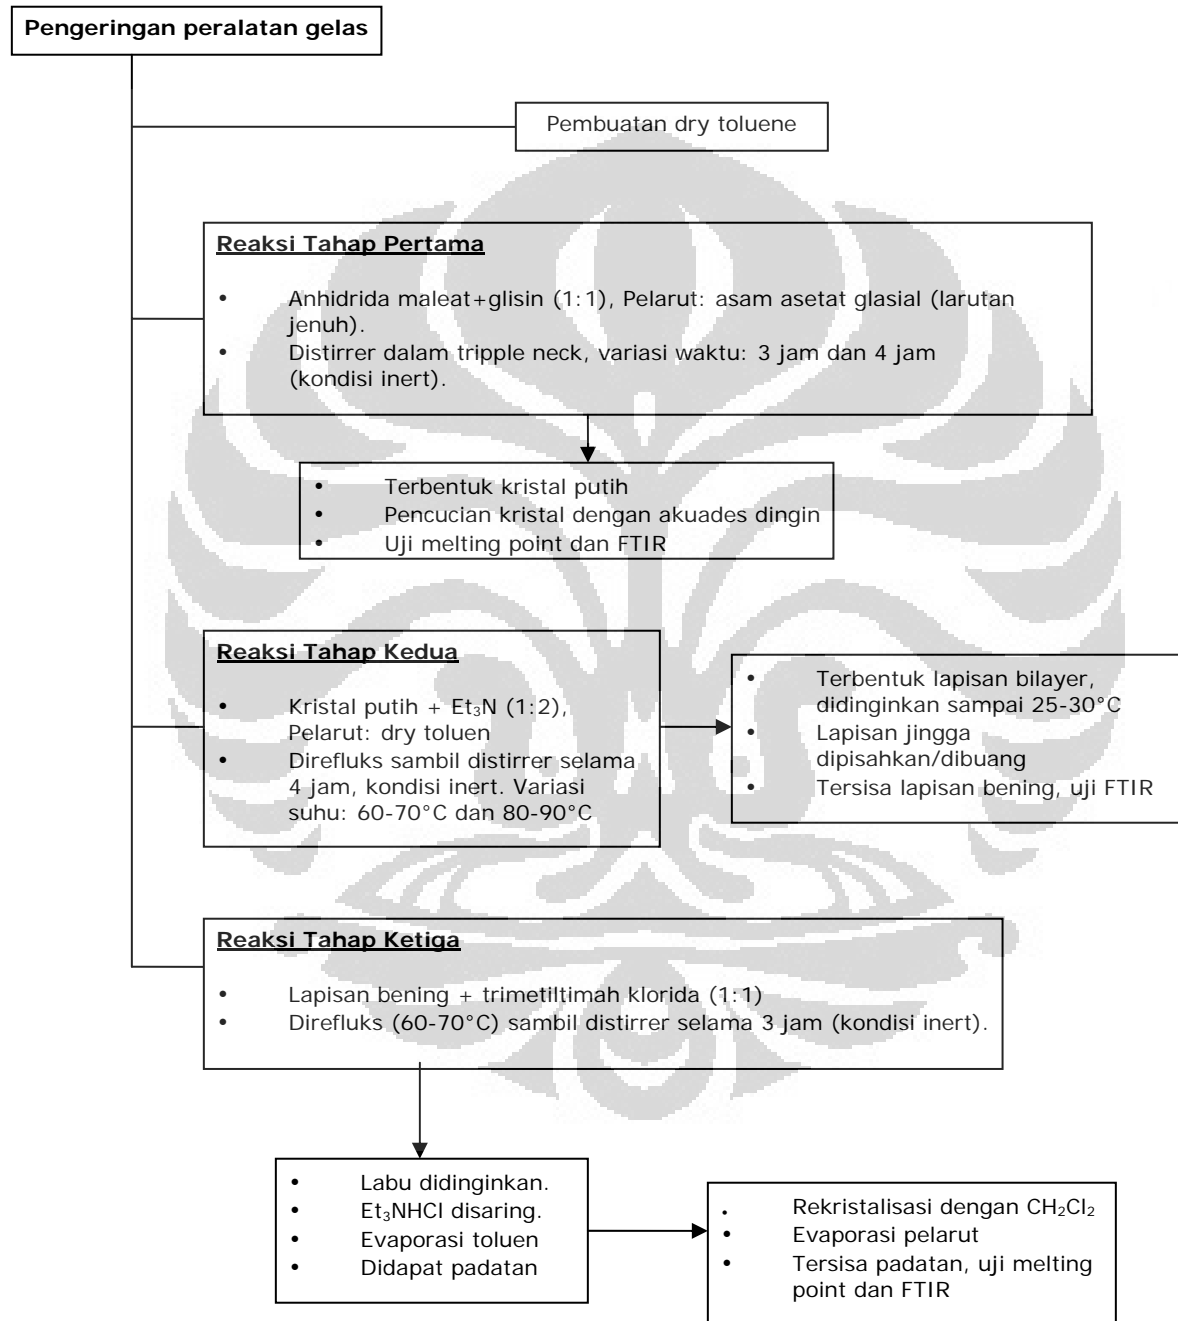 Pengeringan peralatan gelas
Pembuatan dry toluene
Reaksi Tahap Pertama
• Anhidrida maleat+glisin (1:1), Pelarut: asam asetat glasial (larutan
jenuh).
• Distirrer dalam tripple neck, variasi waktu: 3 jam dan 4 jam
(kondisi inert).
• Terbentuk kristal putih
• Pencucian kristal dengan akuades dingin
• Uji melting point dan FTIR
Reaksi Tahap Kedua
• Kristal putih + Et₃N (1:2),
Pelarut: dry toluen
• Direfluks sambil distirrer selama
4 jam, kondisi inert. Variasi
suhu: 60-70°C dan 80-90°C
• Terbentuk lapisan bilayer,
didinginkan sampai 25-30°C
• Lapisan jingga
dipisahkan/dibuang
• Tersisa lapisan bening, uji FTIR
Reaksi Tahap Ketiga
• Lapisan bening + trimetiltimah klorida (1:1)
• Direfluks (60-70°C) sambil distirrer selama 3 jam (kondisi inert).
• Labu didinginkan.
• Et₃NHCl disaring.
• Evaporasi toluen
• Didapat padatan
• Rekristalisasi dengan CH₂Cl₂
• Evaporasi pelarut
• Tersisa padatan, uji melting
point dan FTIR